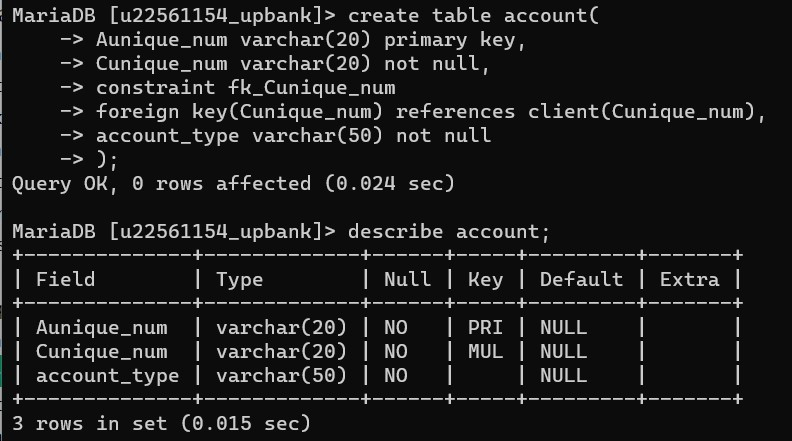 MariaDB [u22561154_upbank]> create table account(
    -> Aunique_num varchar(20) primary key,
    -> Cunique_num varchar(20) not null,
    -> constraint fk_Cunique_num
    -> foreign key(Cunique_num) references client(Cunique_num),
    -> account_type varchar(50) not null
    -> );
Query OK, 0 rows affected (0.024 sec)

MariaDB [u22561154_upbank]> describe account;
+--------------+-------------+------+-----+---------+-------+
| Field        | Type        | Null | Key | Default | Extra |
+--------------+-------------+------+-----+---------+-------+
| Aunique_num  | varchar(20) | NO   | PRI | NULL    |       |
| Cunique_num  | varchar(20) | NO   | MUL | NULL    |       |
| account_type | varchar(50) | NO   |     | NULL    |       |
+--------------+-------------+------+-----+---------+-------+
3 rows in set (0.015 sec)